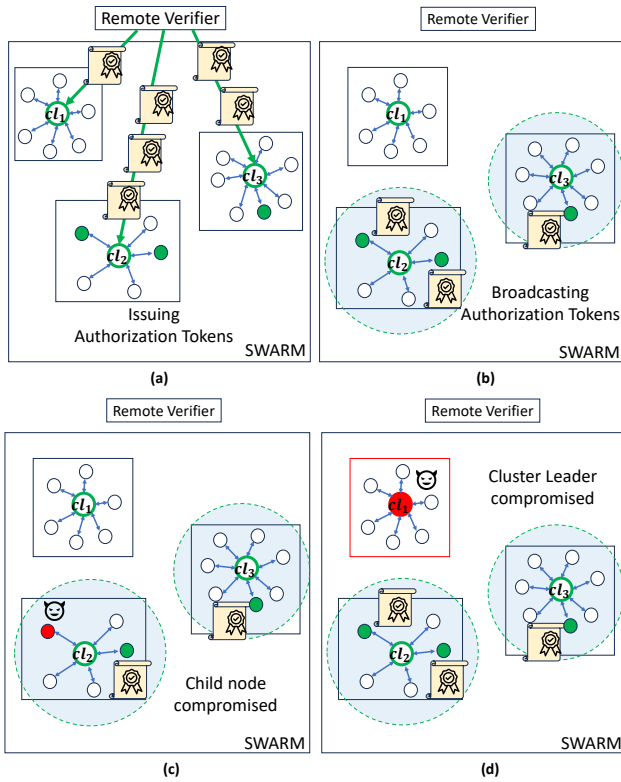 Remote Verifier
cl₁
cl₃
cl₂
Issuing
Authorization Tokens
SWARM
(a)
Remote Verifier
cl₁
cl₃
cl₂
Broadcasting
Authorization Tokens
SWARM
(b)
Remote Verifier
cl₁
cl₃
cl₂
Child node
compromised
SWARM
(c)
Remote Verifier
cl₁
Cluster Leader
compromised
cl₃
cl₂
SWARM
(d)